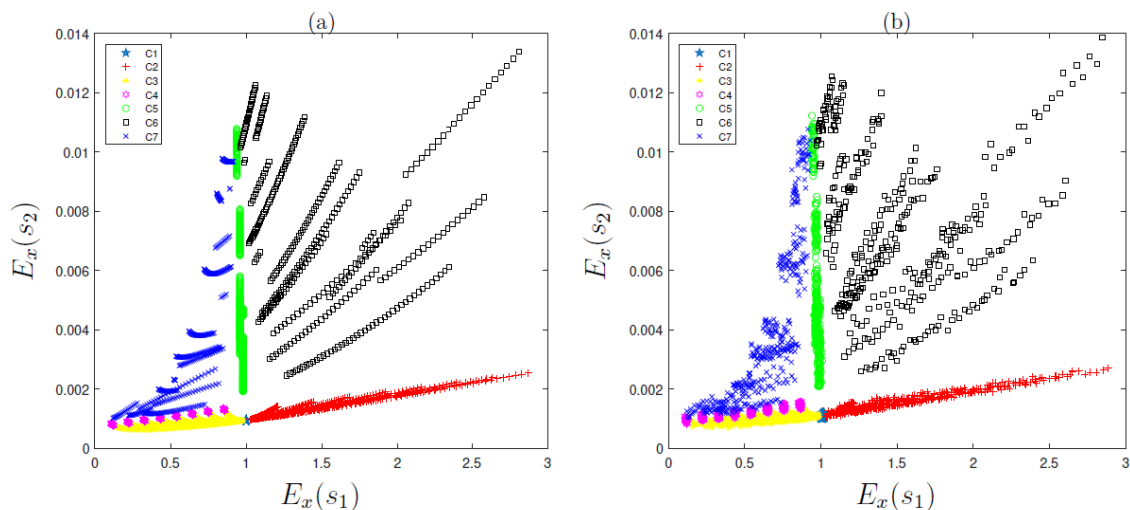 (a)
0.014
0.012
0.01
0.008
0.006
0.004
0.002
0
E_x(s_2)
C1
C2
C3
C4
C5
C6
C7
0 0.5 1 1.5 2 2.5 3
E_x(s_1)
(b)
0.014
0.012
0.01
0.008
0.006
0.004
0.002
0
E_x(s_2)
C1
C2
C3
C4
C5
C6
C7
0 0.5 1 1.5 2 2.5 3
E_x(s_1)